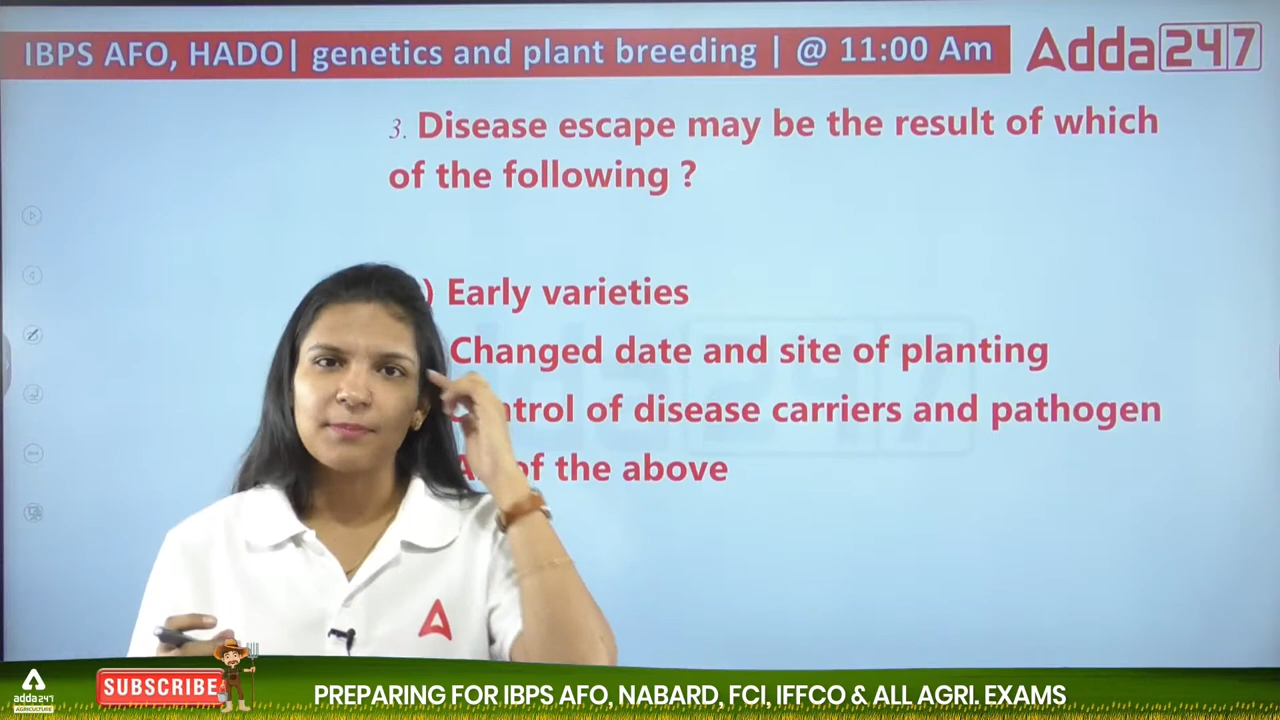 IBPS AFO, HADO| genetics and plant breeding | @ 11:00 Am
Adda247
3. Disease escape may be the result of which
of the following ?
) Early varieties
Changed date and site of planting
of disease carriers and pathogen
of the above
adda247
AGRICULTURE
SUBSCRIBE
PREPARING FOR IBPS AFO, NABARD, FCI, IFFCO & ALL AGRI. EXAMS